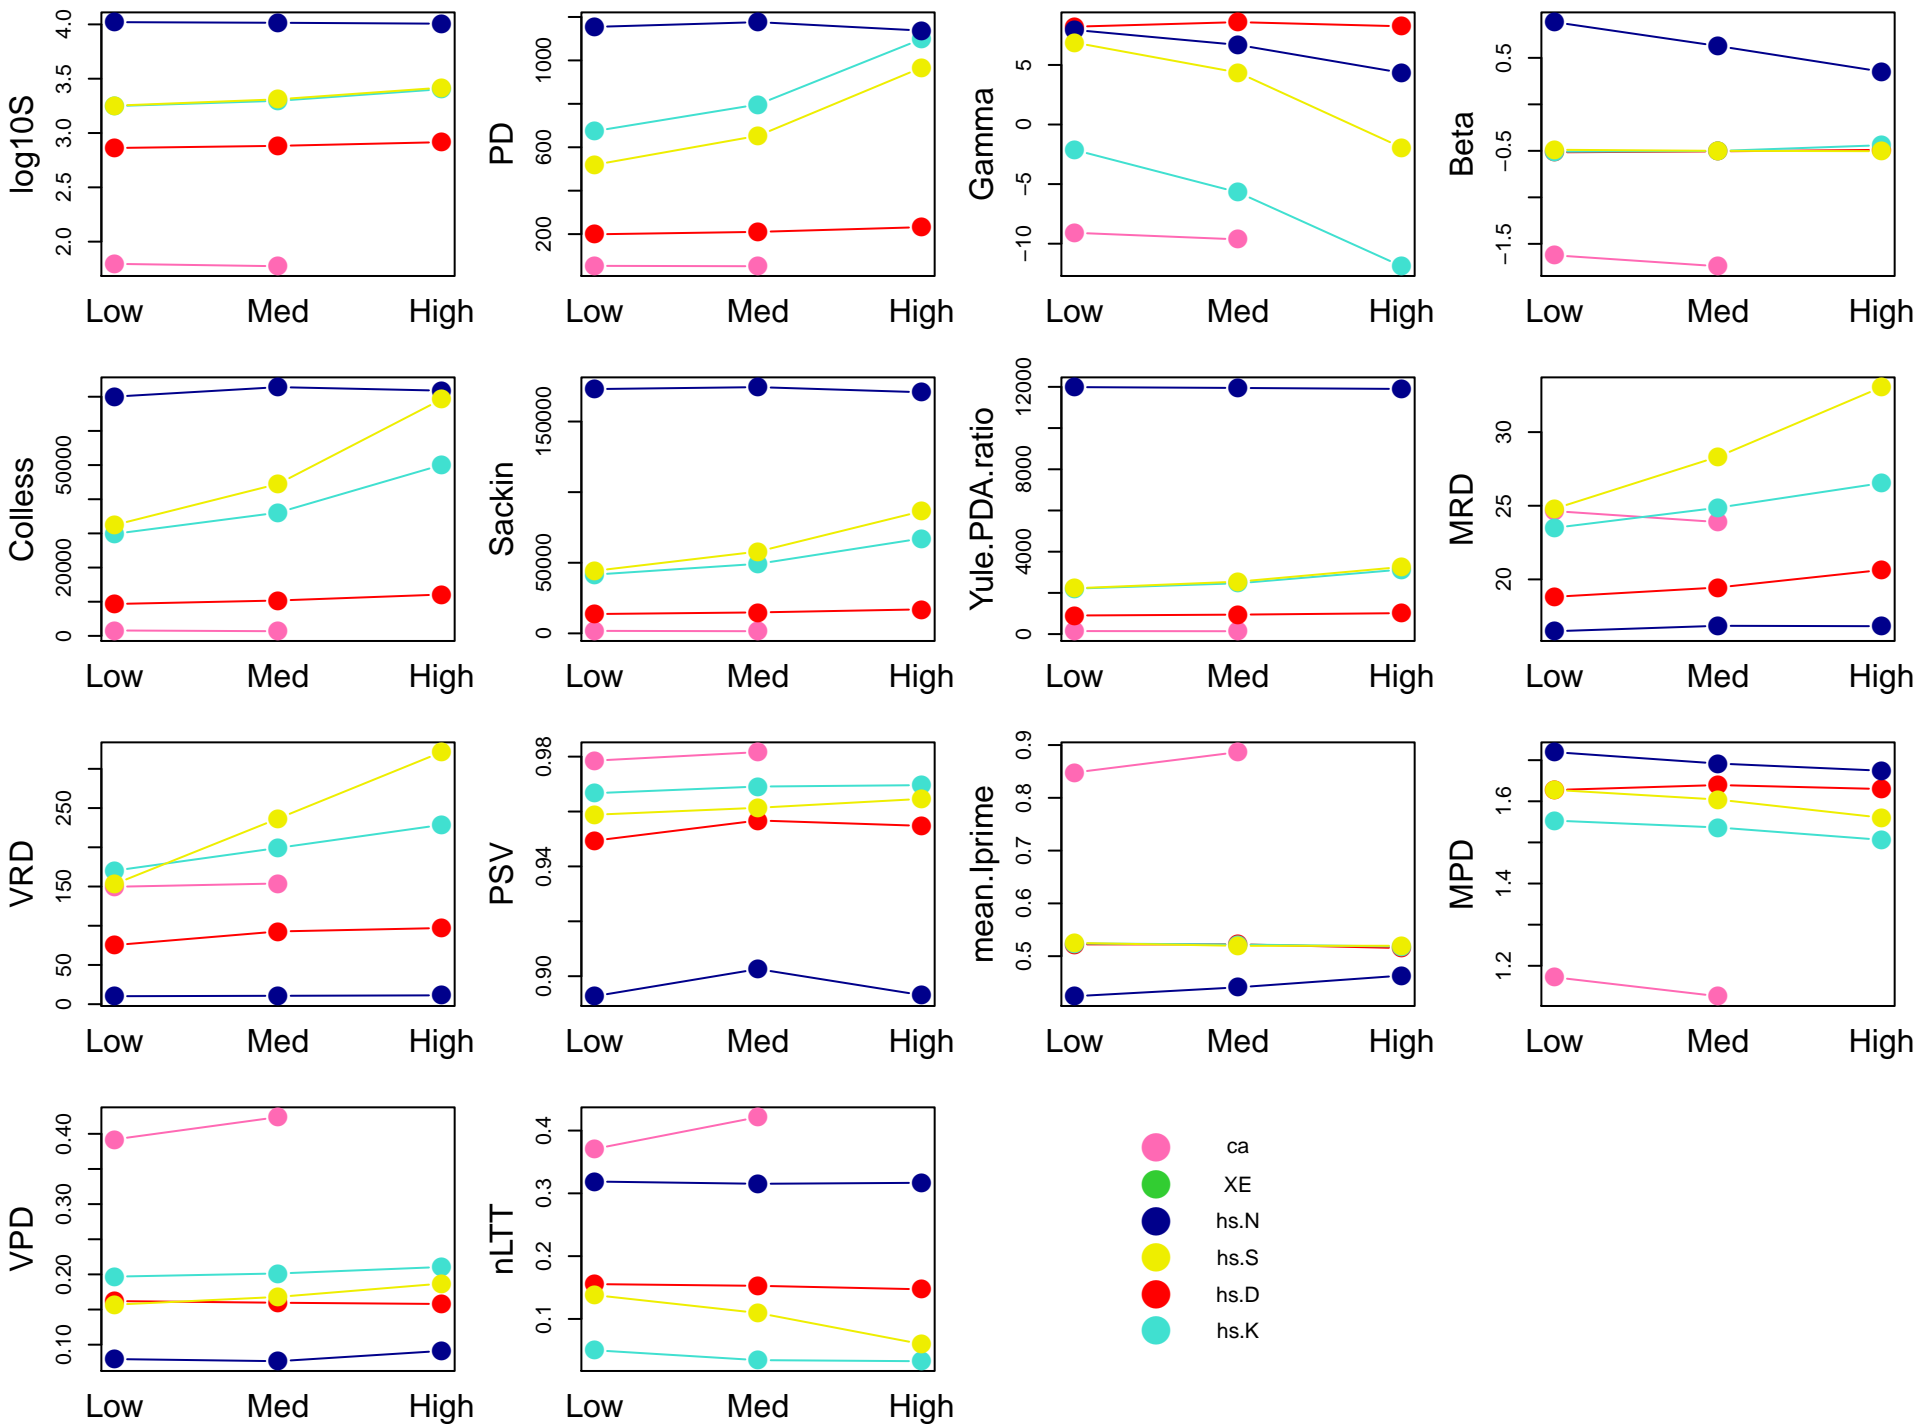 log10S
4.0
3.5
3.0
2.5
2.0
Low Med High
PD
1000
600
200
Low Med High
Gamma
5
0
−5
−10
Low Med High
Beta
0.5
−0.5
−1.5
Low Med High
Colless
50000
20000
0
Low Med High
Sackin
150000
50000
0
Low Med High
Yule.PDA.ratio
12000
8000
4000
0
Low Med High
MRD
30
25
20
Low Med High
VRD
250
150
50
0
Low Med High
PSV
0.98
0.94
0.90
Low Med High
mean.Iprime
0.9
0.8
0.7
0.6
0.5
Low Med High
MPD
1.6
1.4
1.2
Low Med High
VPD
0.40
0.30
0.20
0.10
Low Med High
nLTT
0.4
0.3
0.2
0.1
Low Med High
ca
XE
hs.N
hs.S
hs.D
hs.K